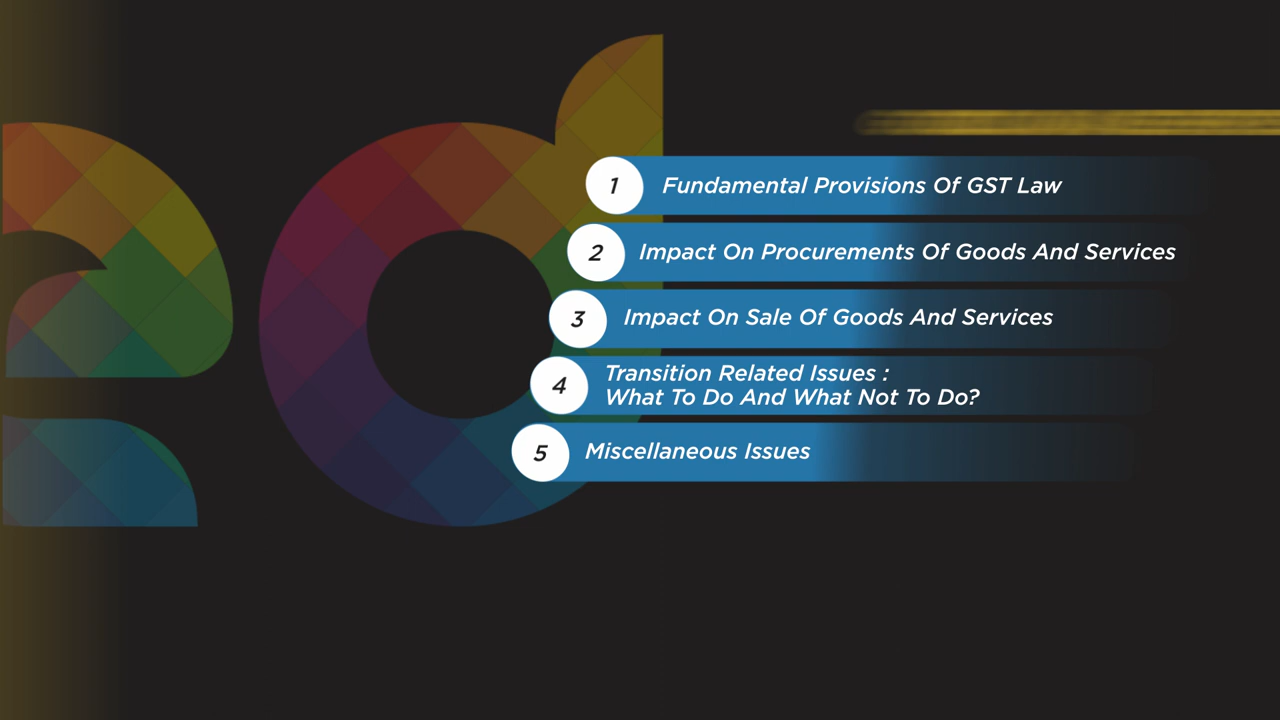 1 Fundamental Provisions Of GST Law
2 Impact On Procurements Of Goods And Services
3 Impact On Sale Of Goods And Services
4 Transition Related Issues :
What To Do And What Not To Do?
5 Miscellaneous Issues